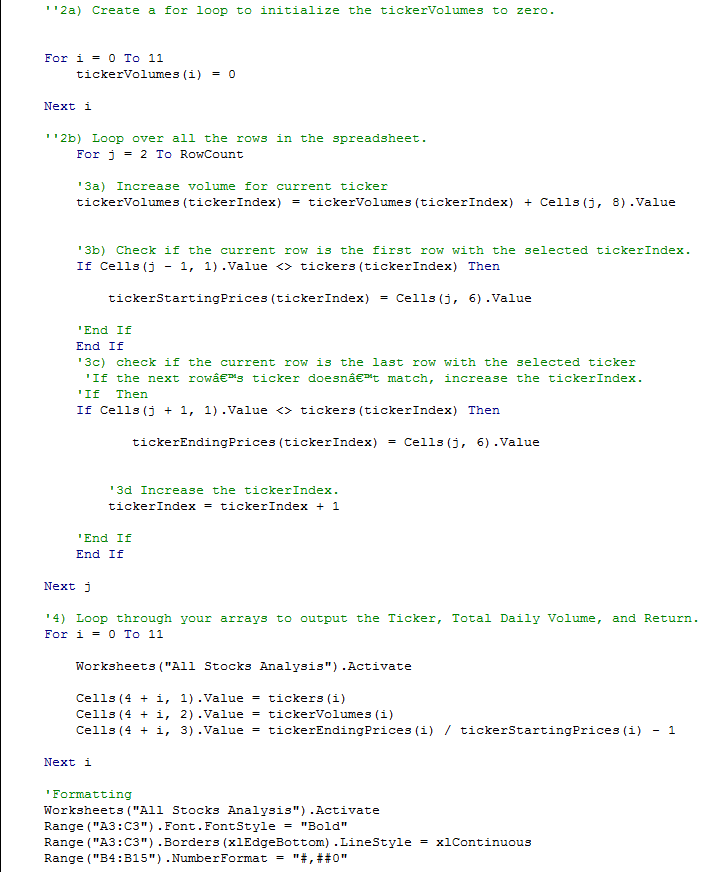 ''2a) Create a for loop to initialize the tickerVolumes to zero.
For i = 0 To 11
tickerVolumes(i) = 0
Next i
''2b) Loop over all the rows in the spreadsheet.
For j = 2 To RowCount
'3a) Increase volume for current ticker
tickerVolumes(tickerIndex) = tickerVolumes(tickerIndex) + Cells(j, 8).Value
'3b) Check if the current row is the first row with the selected tickerIndex.
If Cells(j - 1, 1).Value <> tickers(tickerIndex) Then
tickerStartingPrices(tickerIndex) = Cells(j, 6).Value
'End If
End If
'3c) check if the current row is the last row with the selected ticker
'If the next rowâ€™s ticker doesnâ€™t match, increase the tickerIndex.
'If  Then
If Cells(j + 1, 1).Value <> tickers(tickerIndex) Then
tickerEndingPrices(tickerIndex) = Cells(j, 6).Value
'3d Increase the tickerIndex.
tickerIndex = tickerIndex + 1
'End If
End If
Next j
'4) Loop through your arrays to output the Ticker, Total Daily Volume, and Return.
For i = 0 To 11
Worksheets("All Stocks Analysis").Activate
Cells(4 + i, 1).Value = tickers(i)
Cells(4 + i, 2).Value = tickerVolumes(i)
Cells(4 + i, 3).Value = tickerEndingPrices(i) / tickerStartingPrices(i) - 1
Next i
'Formatting
Worksheets("All Stocks Analysis").Activate
Range("A3:C3").Font.FontStyle = "Bold"
Range("A3:C3").Borders(xlEdgeBottom).LineStyle = xlContinuous
Range("B4:B15").NumberFormat = "#,##0"